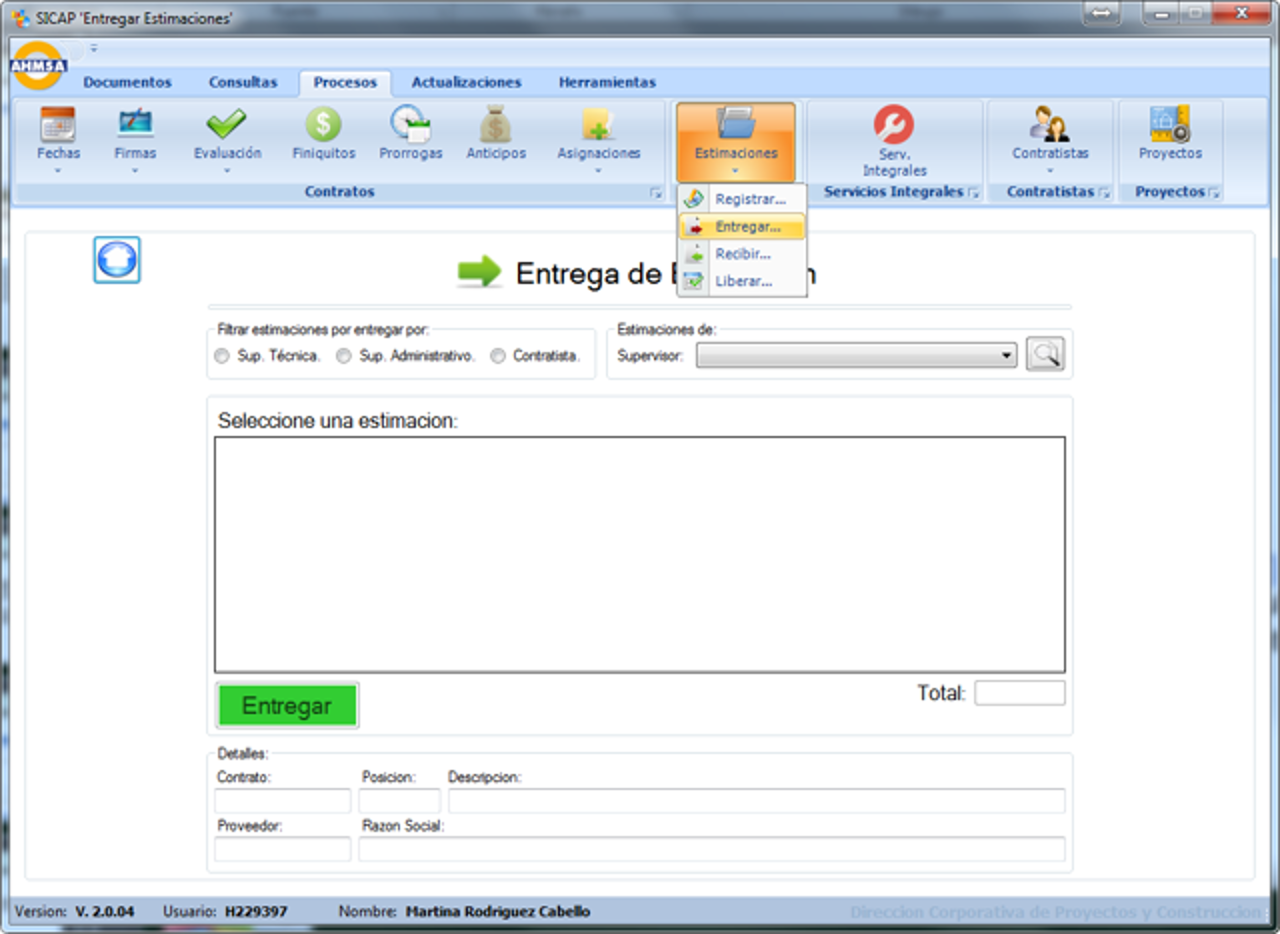 SICAP 'Entregar Estimaciones'
AHMSA
Documentos Consultas Procesos Actualizaciones Herramientas
Fechas Firmas Evaluación Finiquitos Prorrogas Anticipos Asignaciones Estimaciones Serv. Integrales Contratistas Proyectos
Contratos Servicios Integrales Contratistas Proyectos
Registrar...
Entregar...
Recibir...
Liberar...
Entrega de
Filtrar estimaciones por entregar por:
Sup. Técnica. Sup. Administrativo. Contratista.
Estimaciones de:
Supervisor:
Seleccione una estimacion:
Entregar
Total:
Detalles:
Contrato: Posicion: Descripcion:
Proveedor: Razon Social:
Version: V. 2.0.04 Usuario: H229397 Nombre: Martina Rodriguez Cabello Direccion Corporativa de Proyectos y Construccion